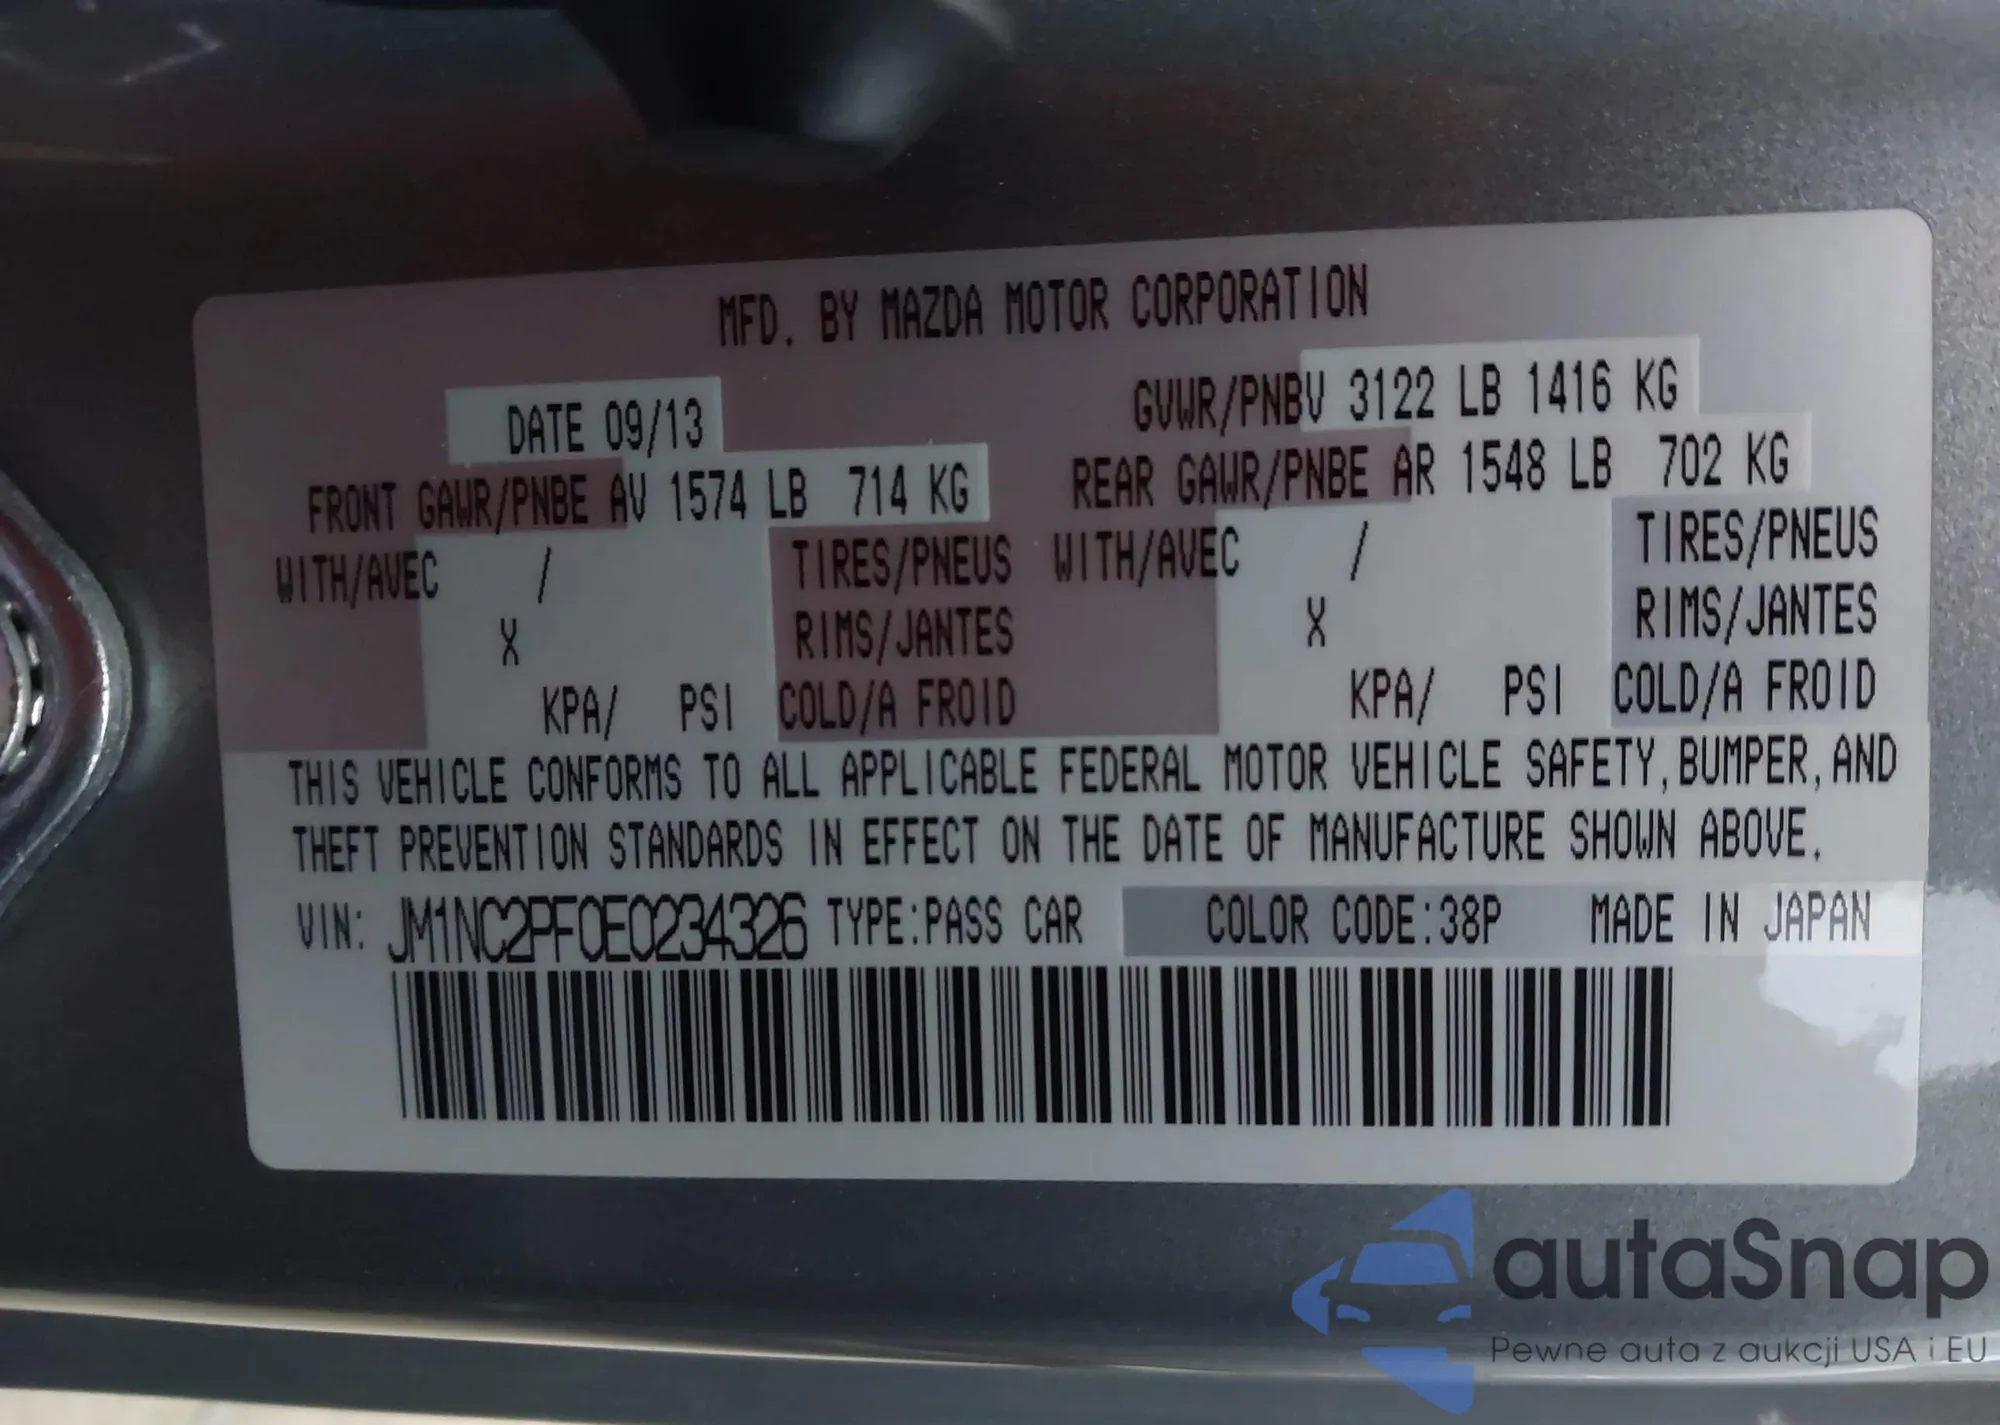 MFD. BY MAZDA MOTOR CORPORATION
DATE 09/13 GVWR/PNBV 3122 LB 1416 KG
FRONT GAWR/PNBE AV 1574 LB 714 KG REAR GAWR/PNBE AR 1548 LB 702 KG
WITH/AVEC / TIRES/PNEUS WITH/AVEC / TIRES/PNEUS
X RIMS/JANTES X RIMS/JANTES
KPA/ PSI COLD/A FROID KPA/ PSI COLD/A FROID
THIS VEHICLE CONFORMS TO ALL APPLICABLE FEDERAL MOTOR VEHICLE SAFETY,BUMPER,AND
THEFT PREVENTION STANDARDS IN EFFECT ON THE DATE OF MANUFACTURE SHOWN ABOVE.
VIN: JM1NC2PF0E0234326 TYPE:PASS CAR COLOR CODE:38P MADE IN JAPAN
autaSnap
Pewne auta z aukcji USA i EU